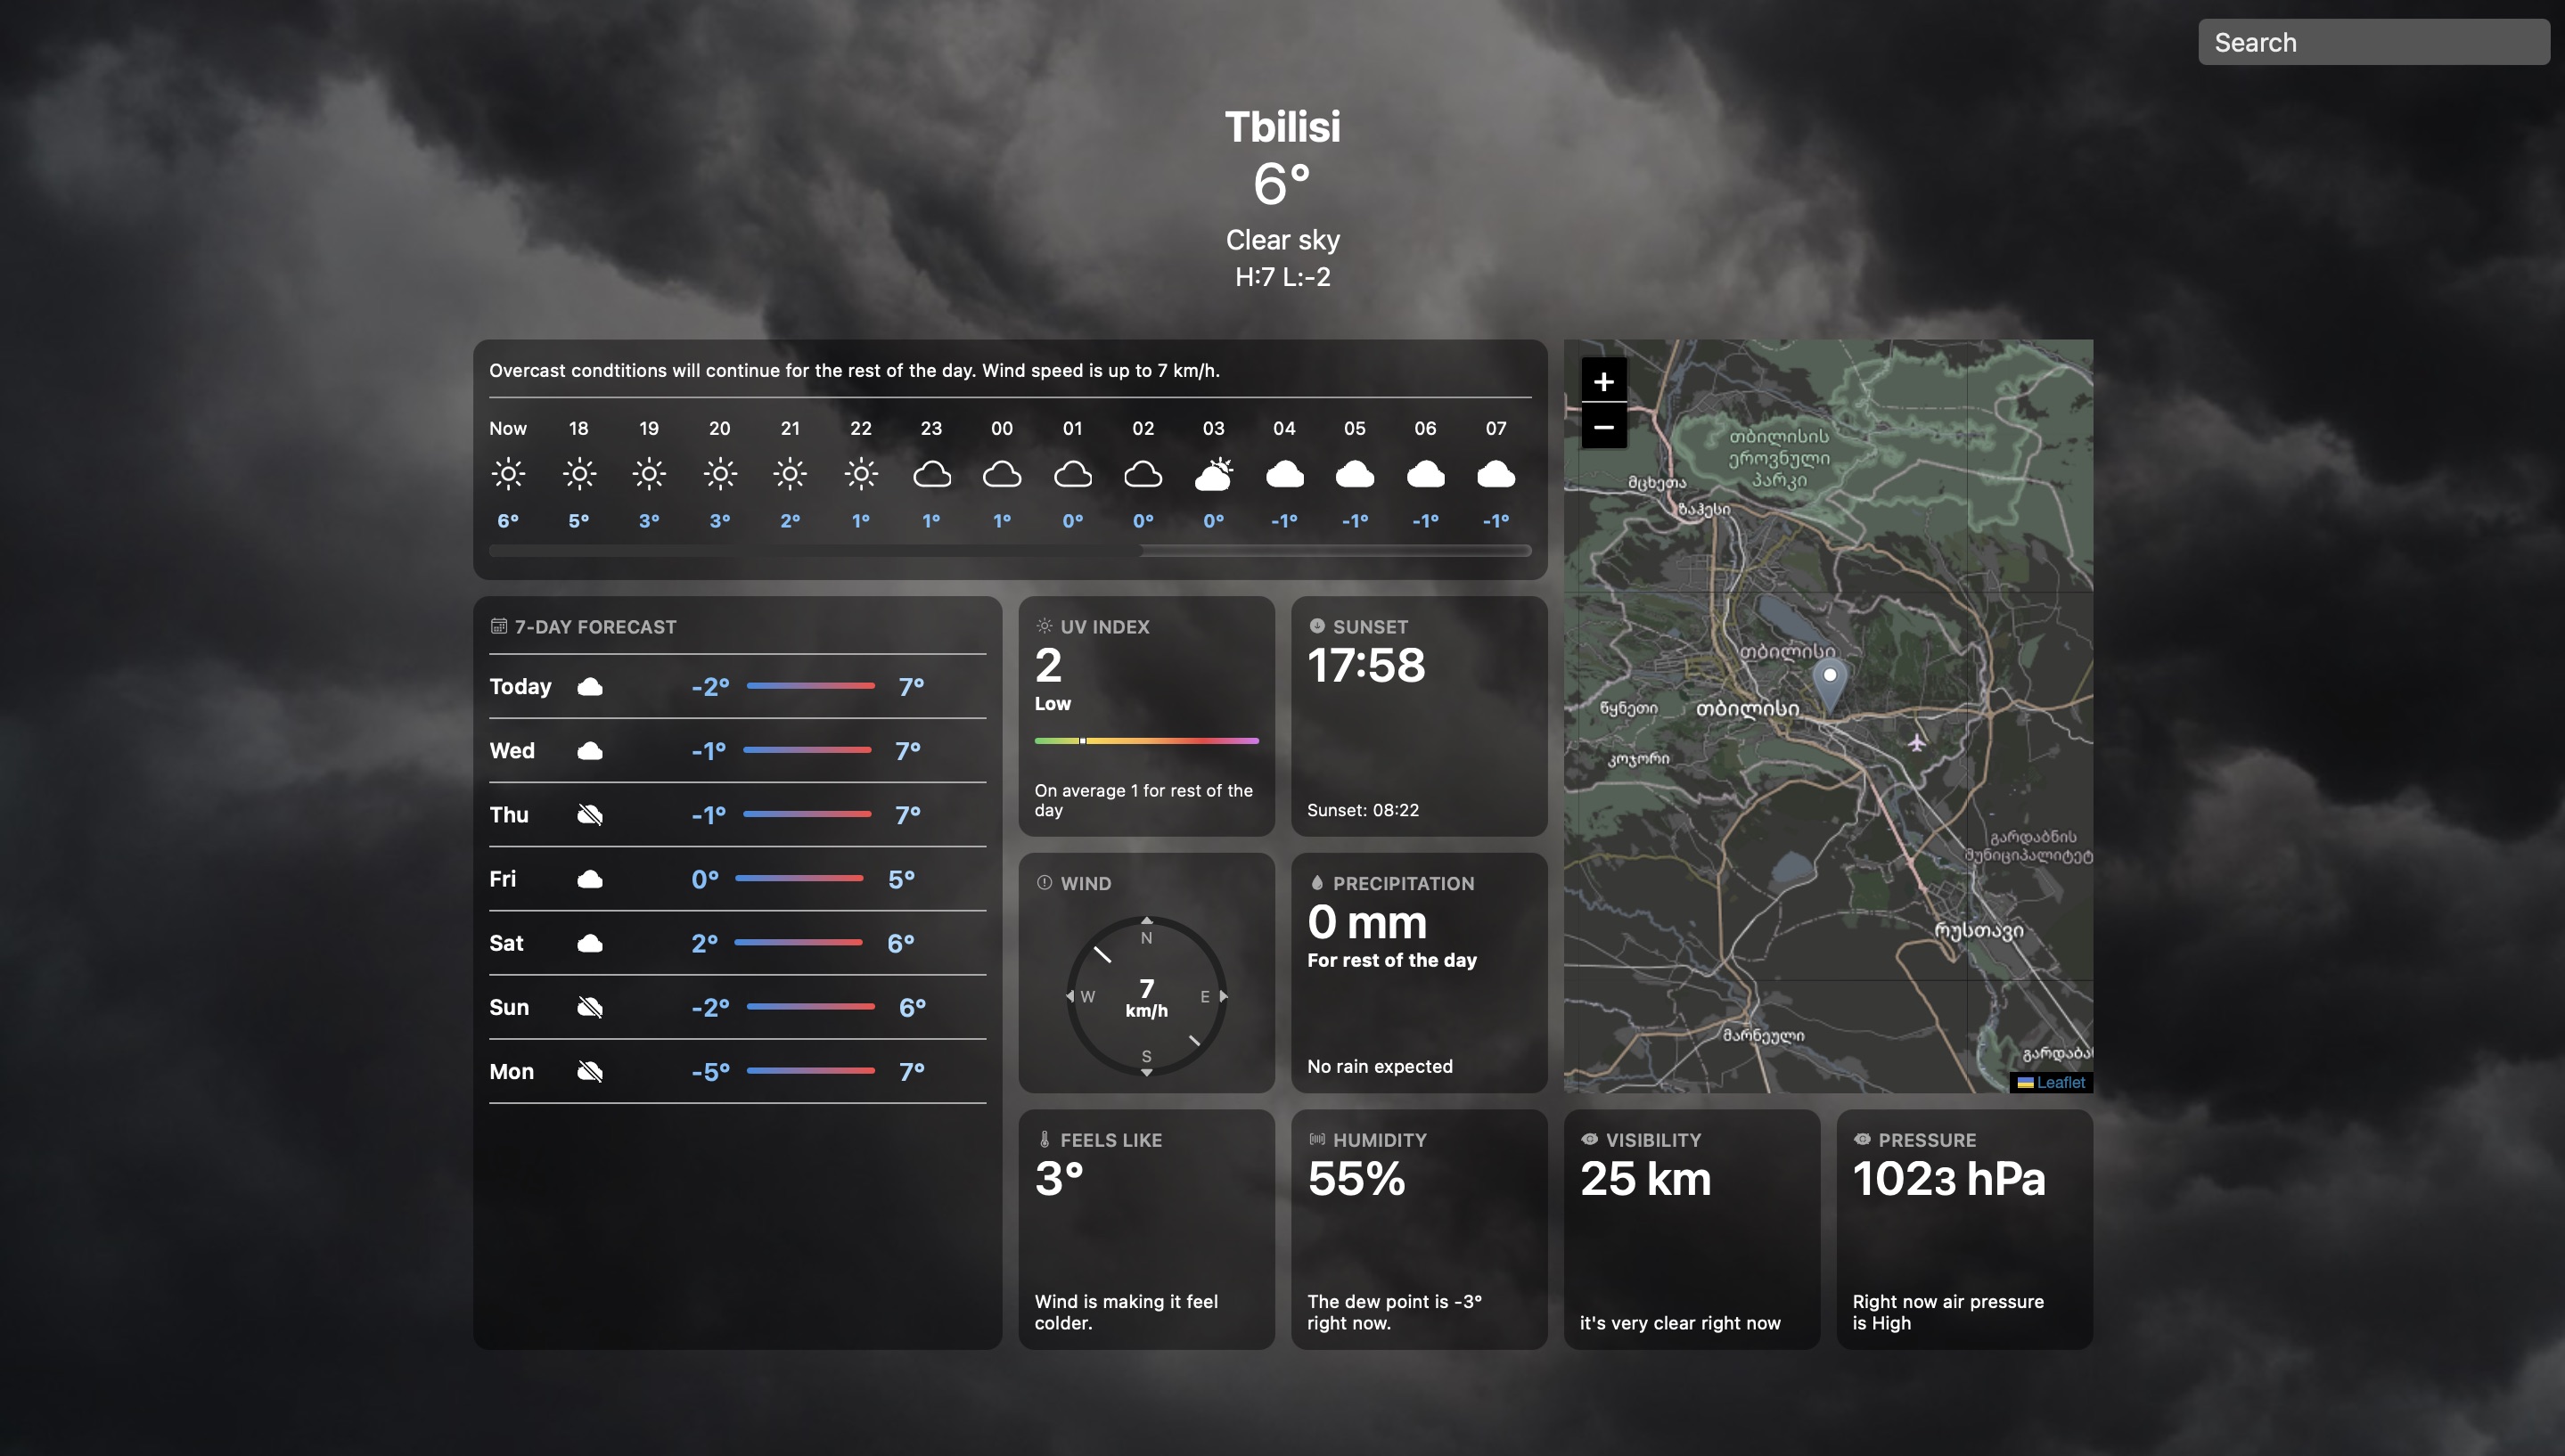 Search
Tbilisi
6°
Clear sky
H:7 L:-2
Overcast condtitions will continue for the rest of the day. Wind speed is up to 7 km/h.
Now 18 19 20 21 22 23 00 01 02 03 04 05 06 07
6° 5° 3° 3° 2° 1° 1° 1° 0° 0° 0° -1° -1° -1° -1°
7-DAY FORECAST
Today -2° 7°
Wed -1° 7°
Thu -1° 7°
Fri 0° 5°
Sat 2° 6°
Sun -2° 6°
Mon -5° 7°
UV INDEX
2
Low
On average 1 for rest of the
day
SUNSET
17:58
Sunset: 08:22
WIND
N
W
7
km/h
E
S
PRECIPITATION
0 mm
For rest of the day
No rain expected
+
−
თბილისის
ეროვნული
პარკი
მცხეთა
ზაჰესი
თბილისი
წყნეთი
თბილისი
კოჯორი
გარდაბნის
მუნიციპალიტეტ
რუსთავი
მარნეული
გარდაბა
Leaflet
FEELS LIKE
3°
Wind is making it feel
colder.
HUMIDITY
55%
The dew point is -3°
right now.
VISIBILITY
25 km
it's very clear right now
PRESSURE
1023 hPa
Right now air pressure
is High